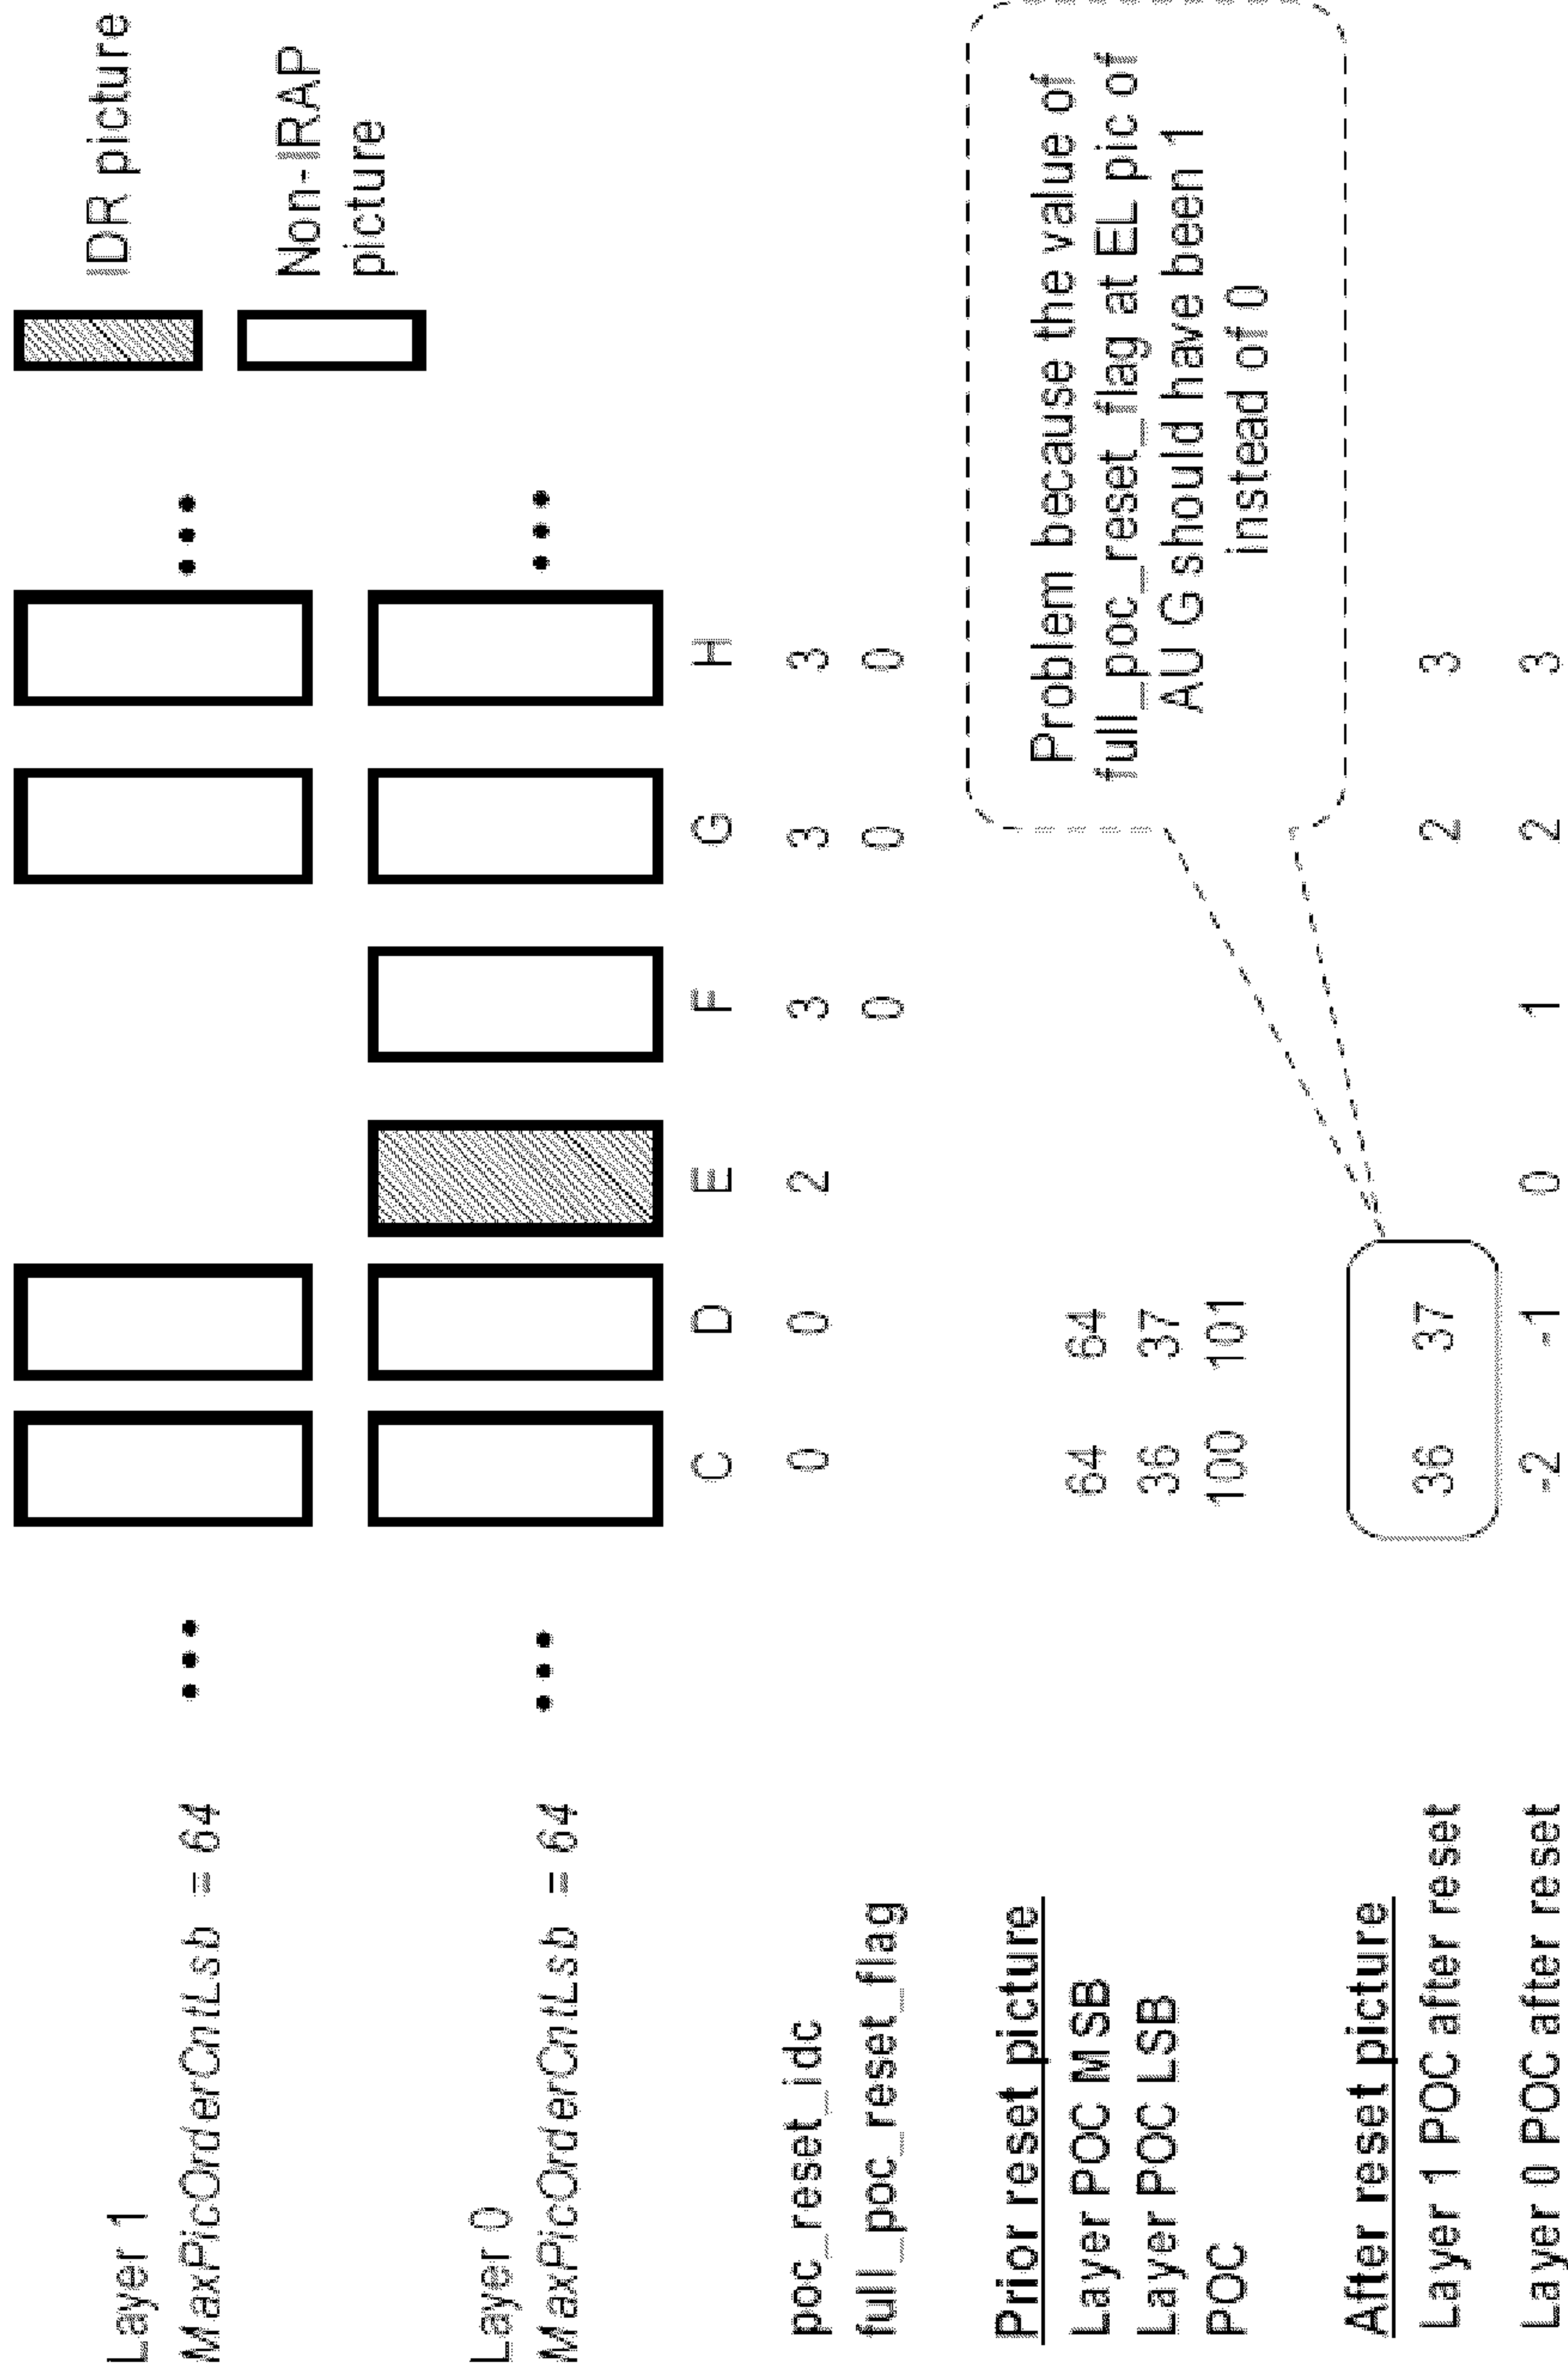 IDR picture
Non-IRAP
picture
Layer 1
MaxPicOrderCntLsb = 64
Layer 0
MaxPicOrderCntLsb = 64
C D E F G H
poc_reset_idc 0 0 2 3 3 3
full_poc_reset_flag 0 0 0
Prior reset picture
Layer POC MSB 64 64
Layer POC LSB 36 37
POC 100 101
Problem because the value of
full_poc_reset_flag at EL pic of
AU G should have been 1
instead of 0
After reset picture
Layer 1 POC after reset 36 37 2 3
Layer 0 POC after reset -2 -1 0 1 2 3